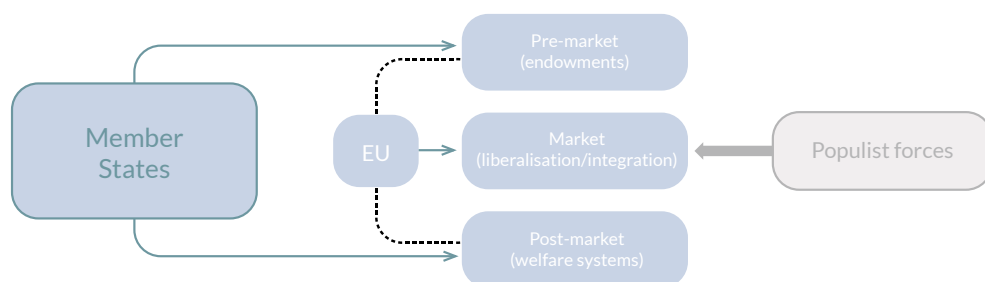 Pre-market
(endowments)
Member
States
EU
Market
(liberalisation/integration)
Populist forces
Post-market
(welfare systems)